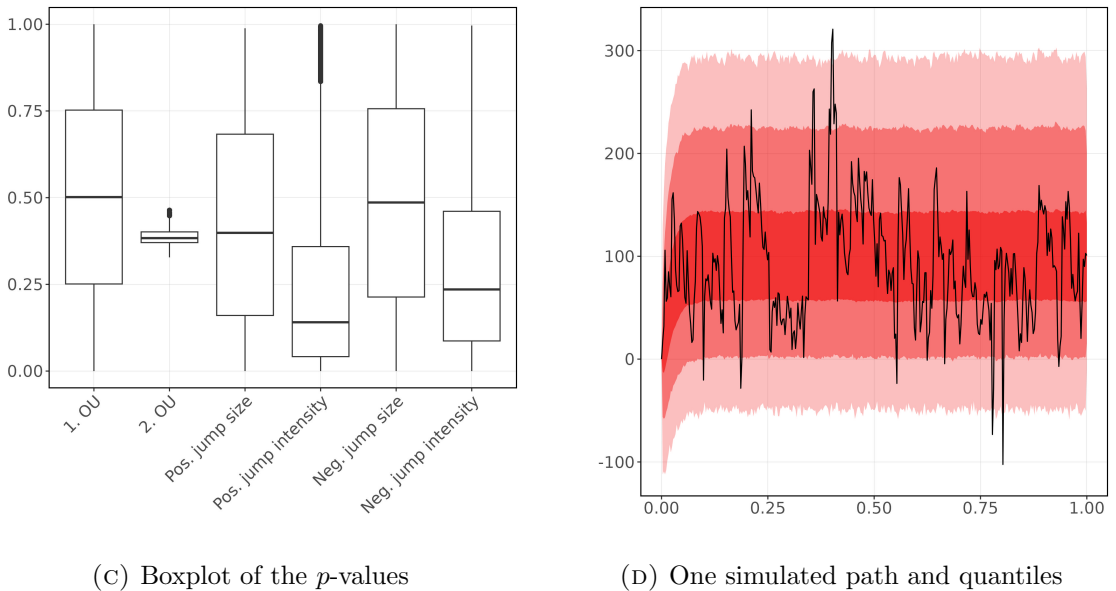 1.00
0.75
0.50
0.25
0.00
1. OU
2. OU
Pos. jump size
Pos. jump intensity
Neg. jump size
Neg. jump intensity
(C) Boxplot of the p-values
300
200
100
0
-100
0.00
0.25
0.50
0.75
1.00
(D) One simulated path and quantiles